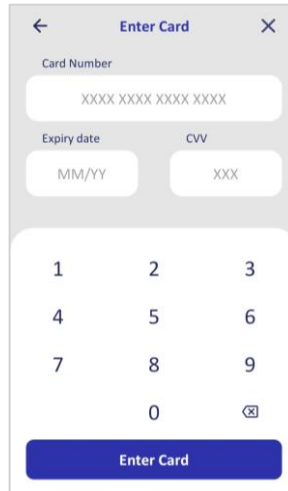 Enter Card
Card Number
XXXX XXXX XXXX XXXX
Expiry date CVV
MM/YY XXX
1 2 3
4 5 6
7 8 9
0
Enter Card